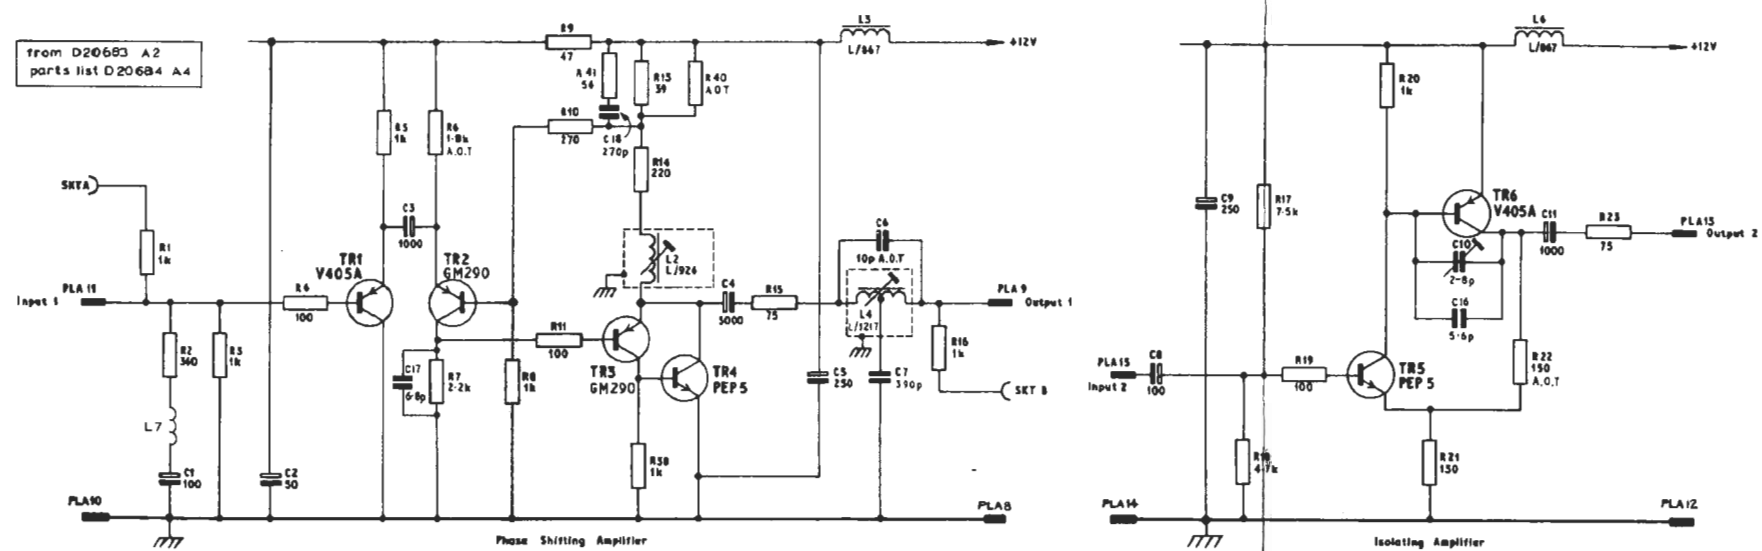 from D20683 A2
parts list D20684 A4
R9
47
L3
L/867
+12V
R41
56
R13
39
R40
A O T
R5
1k
R6
1·8k
A.O.T
R10
270
C18
270p
R14
220
SKTA
R1
1k
C3
1000
L2
L/926
C6
10p A.O.T
TR1
V405A
TR2
GM290
PLA11
Input 1
100
C4
5000
R15
75
L4
L/1217
PLA 9
Output 1
R2
360
R3
1k
R11
100
R16
1k
TR3
GM290
TR4
PEP5
C17
6·8p
R7
2·2k
R8
1k
C5
250
C7
390p
SKT B
L7
C1
100
C2
50
R38
1k
PLA10
PLA8
Phase Shifting Amplifier
L6
L/867
+12V
R20
1k
C9
250
R17
7·5k
TR6
V405A
C11
1000
R23
75
PLA13
Output 2
C10
2-8p
C16
5·6p
PLA15
Input 2
C8
100
R19
100
TR5
PEP 5
R22
150
A.O.T
R18
4·7k
R21
150
PLA14
PLA12
Isolating Amplifier